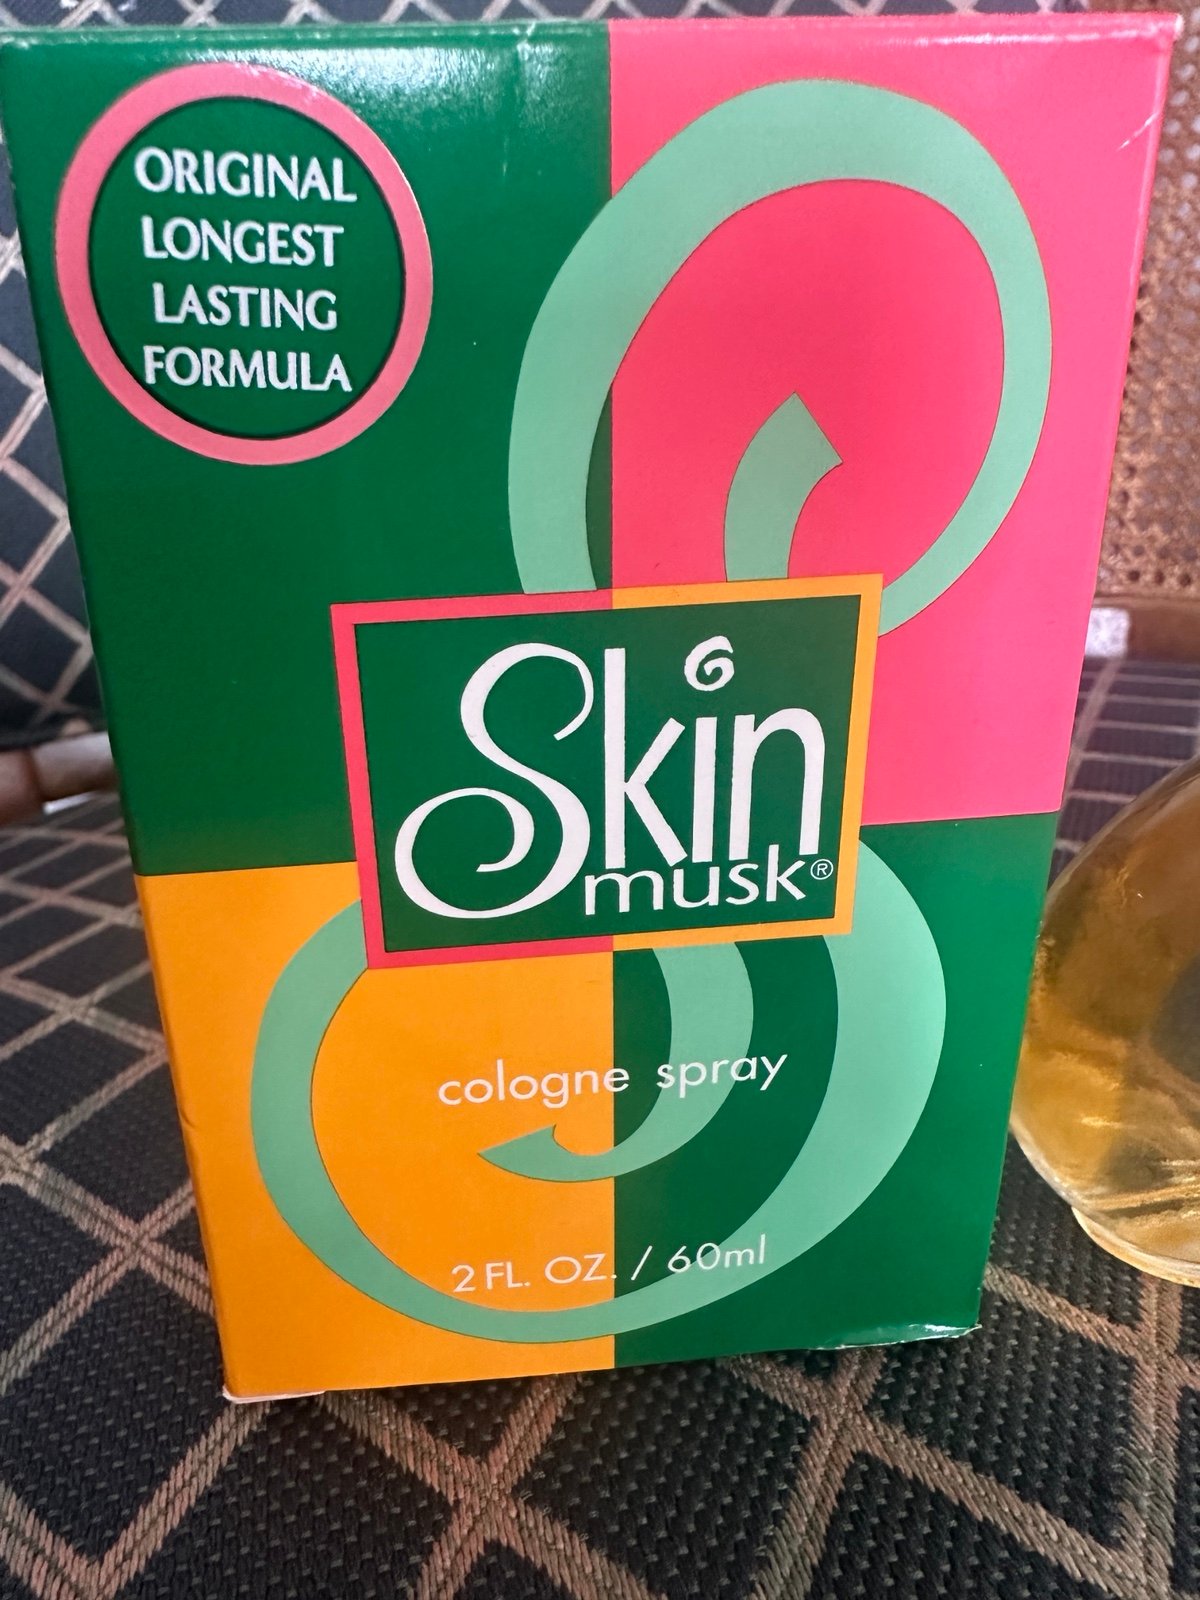 ORIGINAL
LONGEST
LASTING
FORMULA
Skin
musk®
cologne spray
2 FL. OZ. / 60ml